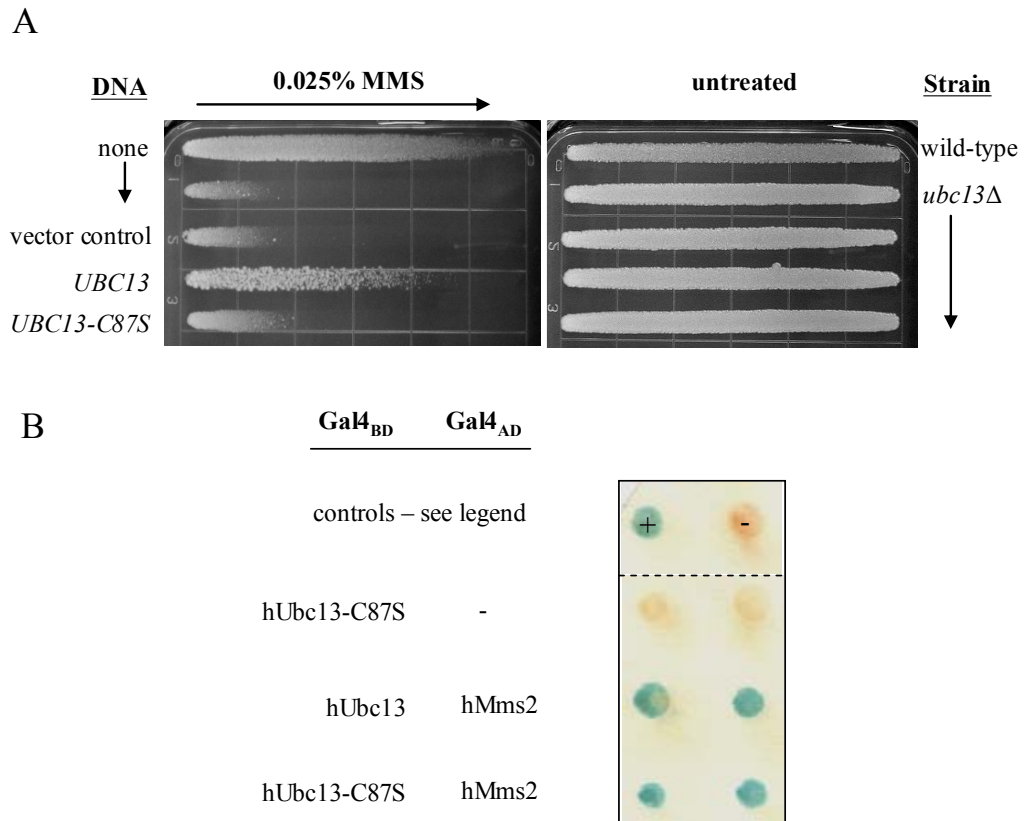 A
DNA
0.025% MMS
untreated
Strain
none
wild-type
ubc13Δ
vector control
UBC13
UBC13-C87S
B
Gal4BD Gal4AD
controls – see legend
+ -
hUbc13-C87S -
hUbc13 hMms2
hUbc13-C87S hMms2